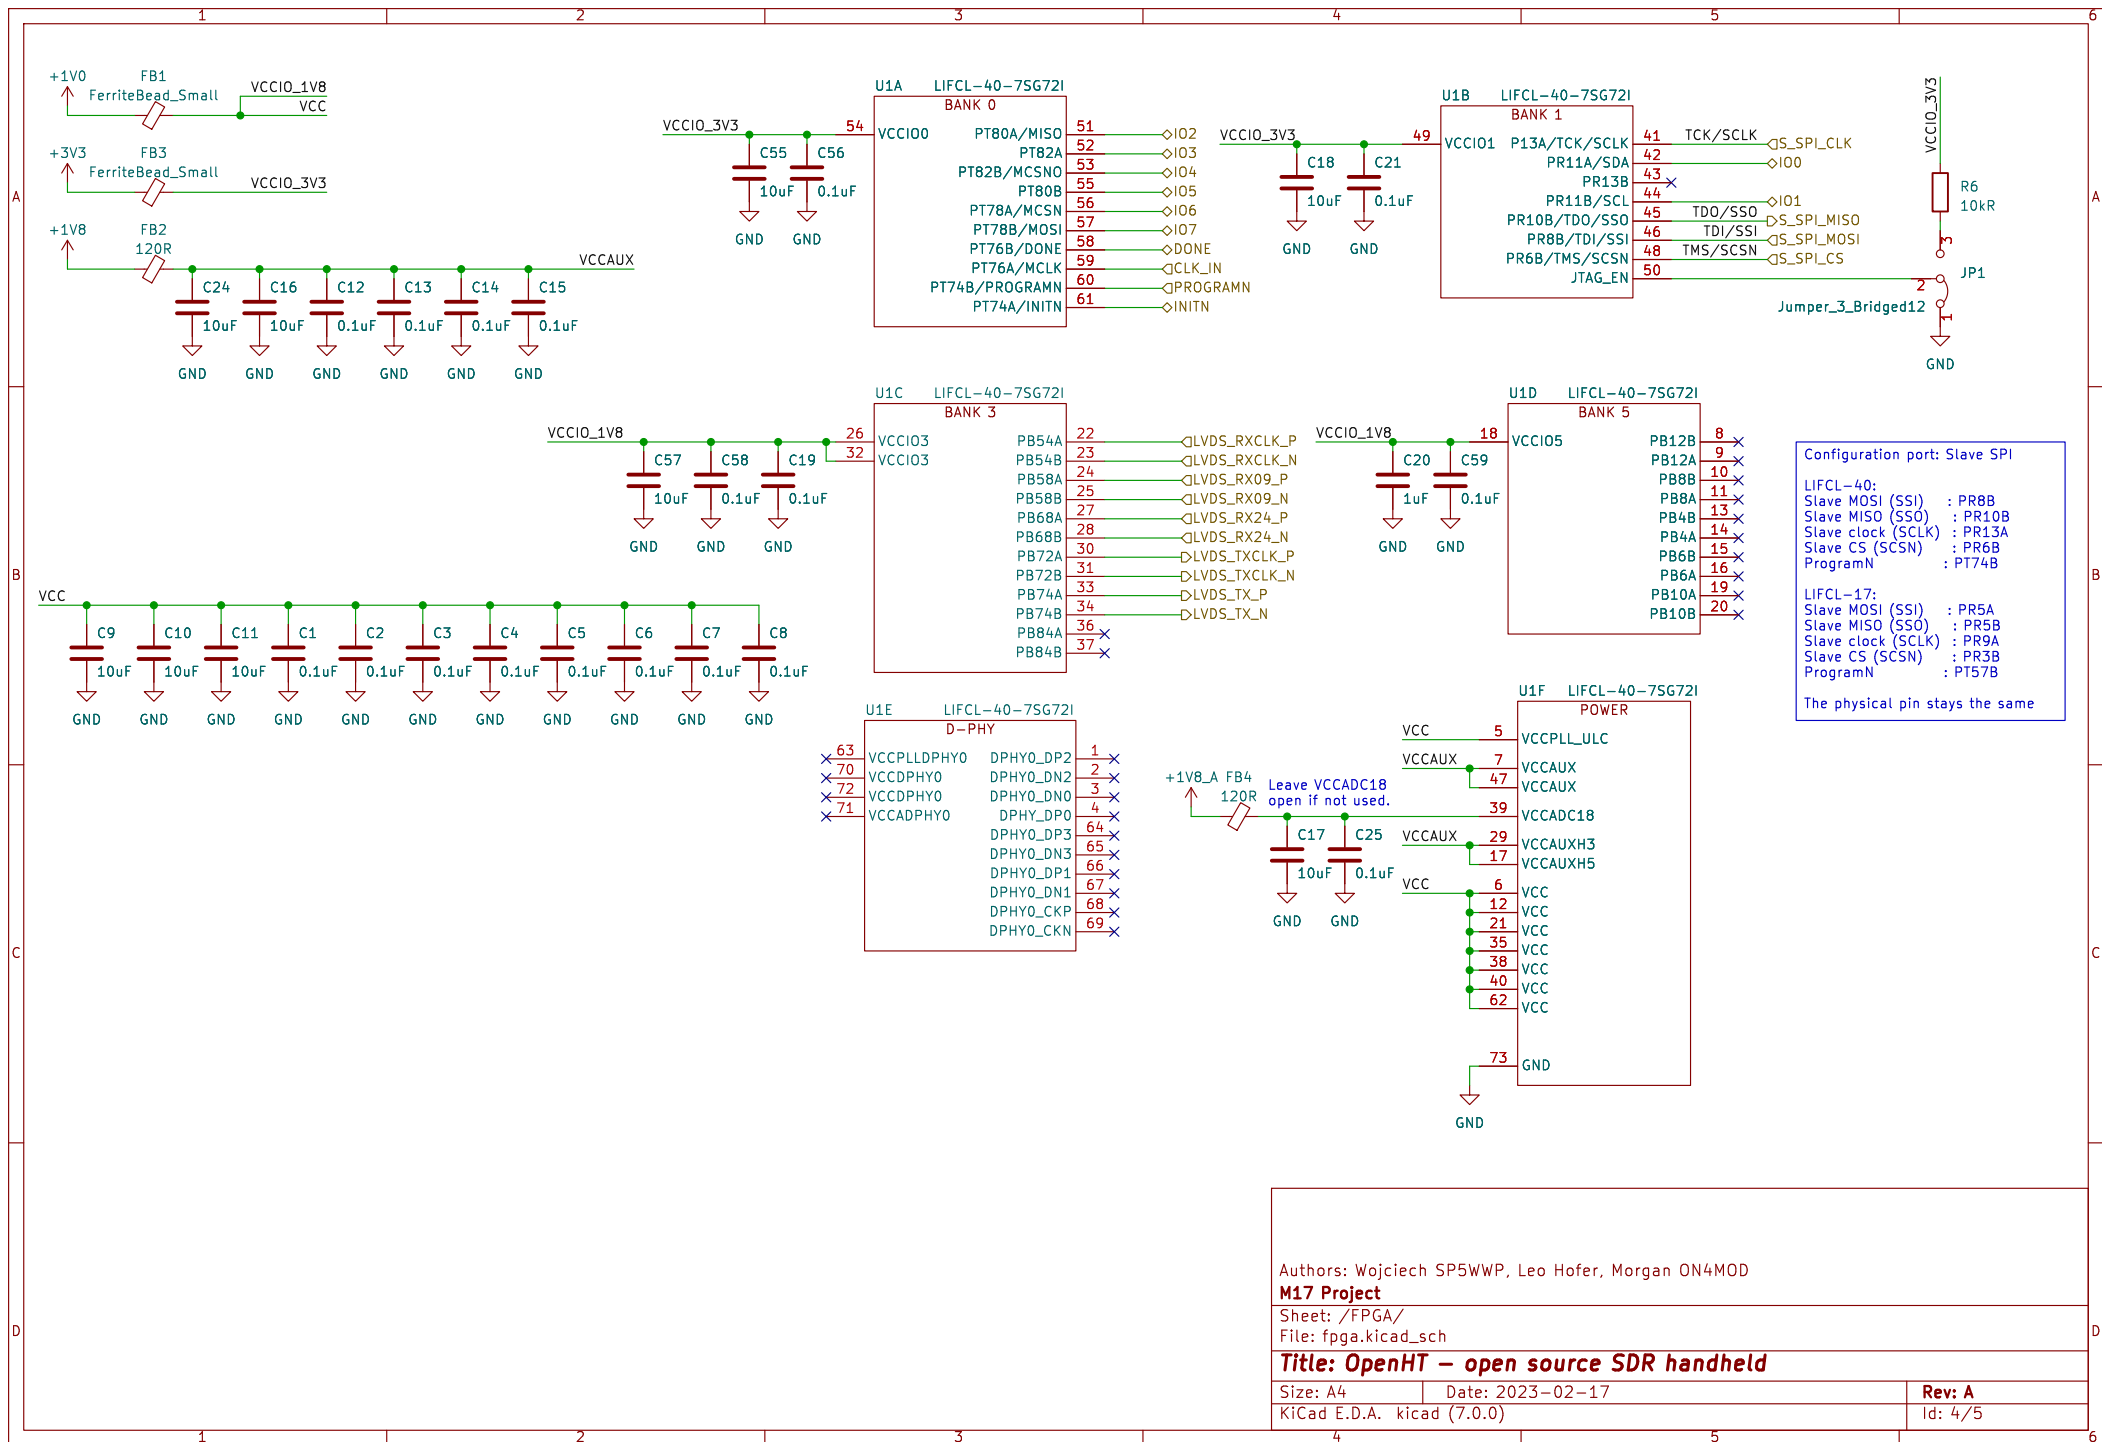 1 2 3 4 5 6
A
B
C
D
A
B
C
D
1 2 3 4 5 6
+1V0
FB1
FerriteBead_Small
VCCIO_1V8
VCC
+3V3
FB3
FerriteBead_Small
VCCIO_3V3
+1V8
FB2
120R
VCCAUX
C24 C16 C12 C13 C14 C15
10uF 10uF 0.1uF 0.1uF 0.1uF 0.1uF
GND GND GND GND GND GND
U1A LIFCL-40-7SG72I
BANK 0
VCCIO_3V3
C55 C56
10uF 0.1uF
GND GND
54 VCCIO0
PT80A/MISO 51 IO2
PT82A 52 IO3
PT82B/MCSNO 53 IO4
PT80B 55 IO5
PT78A/MCSN 56 IO6
PT78B/MOSI 57 IO7
PT76B/DONE 58 DONE
PT76A/MCLK 59 CLK_IN
PT74B/PROGRAMN 60 PROGRAMN
PT74A/INITN 61 INITN
U1B LIFCL-40-7SG72I
BANK 1
VCCIO_3V3
C18 C21
10uF 0.1uF
GND GND
49 VCCIO1
P13A/TCK/SCLK 41 TCK/SCLK S_SPI_CLK
PR11A/SDA 42 IO0
PR13B 43
PR11B/SCL 44 IO1
PR10B/TDO/SSO 45 TDO/SSO S_SPI_MISO
PR8B/TDI/SSI 46 TDI/SSI S_SPI_MOSI
PR6B/TMS/SCSN 48 TMS/SCSN S_SPI_CS
JTAG_EN 50
VCCIO_3V3
R6
10kR
3
2
1
JP1
Jumper_3_Bridged12
GND
U1C LIFCL-40-7SG72I
BANK 3
VCCIO_1V8
C57 C58 C19
10uF 0.1uF 0.1uF
GND GND GND
26 VCCIO3
32 VCCIO3
PB54A 22 LVDS_RXCLK_P
PB54B 23 LVDS_RXCLK_N
PB58A 24 LVDS_RX09_P
PB58B 25 LVDS_RX09_N
PB68A 27 LVDS_RX24_P
PB68B 28 LVDS_RX24_N
PB72A 30 LVDS_TXCLK_P
PB72B 31 LVDS_TXCLK_N
PB74A 33 LVDS_TX_P
PB74B 34 LVDS_TX_N
PB84A 36
PB84B 37
U1D LIFCL-40-7SG72I
BANK 5
VCCIO_1V8
C20 C59
1uF 0.1uF
GND GND
18 VCCIO5
PB12B 8
PB12A 9
PB8B 10
PB8A 11
PB4B 13
PB4A 14
PB6B 15
PB6A 16
PB10A 19
PB10B 20
Configuration port: Slave SPI
LIFCL-40:
Slave MOSI (SSI) : PR8B
Slave MISO (SSO) : PR10B
Slave clock (SCLK) : PR13A
Slave CS (SCSN) : PR6B
ProgramN : PT74B
LIFCL-17:
Slave MOSI (SSI) : PR5A
Slave MISO (SSO) : PR5B
Slave clock (SCLK) : PR9A
Slave CS (SCSN) : PR3B
ProgramN : PT57B
The physical pin stays the same
VCC
C9 C10 C11 C1 C2 C3 C4 C5 C6 C7 C8
10uF 10uF 10uF 0.1uF 0.1uF 0.1uF 0.1uF 0.1uF 0.1uF 0.1uF 0.1uF
GND GND GND GND GND GND GND GND GND GND GND
U1E LIFCL-40-7SG72I
D-PHY
63 VCCPLLDPHY0
70 VCCDPHY0
72 VCCDPHY0
71 VCCADPHY0
DPHY0_DP2 1
DPHY0_DN2 2
DPHY0_DN0 3
DPHY_DP0 4
DPHY0_DP3 64
DPHY0_DN3 65
DPHY0_DP1 66
DPHY0_DN1 67
DPHY0_CKP 68
DPHY0_CKN 69
U1F LIFCL-40-7SG72I
POWER
VCC 5 VCCPLL_ULC
VCCAUX 7 VCCAUX
47 VCCAUX
+1V8_A FB4
120R
Leave VCCADC18
open if not used.
C17 C25
10uF 0.1uF
GND GND
39 VCCADC18
VCCAUX 29 VCCAUXH3
17 VCCAUXH5
VCC 6 VCC
12 VCC
21 VCC
35 VCC
38 VCC
40 VCC
62 VCC
73 GND
GND
Authors: Wojciech SP5WWP, Leo Hofer, Morgan ON4MOD
M17 Project
Sheet: /FPGA/
File: fpga.kicad_sch
Title: OpenHT – open source SDR handheld
Size: A4 Date: 2023-02-17 Rev: A
KiCad E.D.A. kicad (7.0.0) Id: 4/5